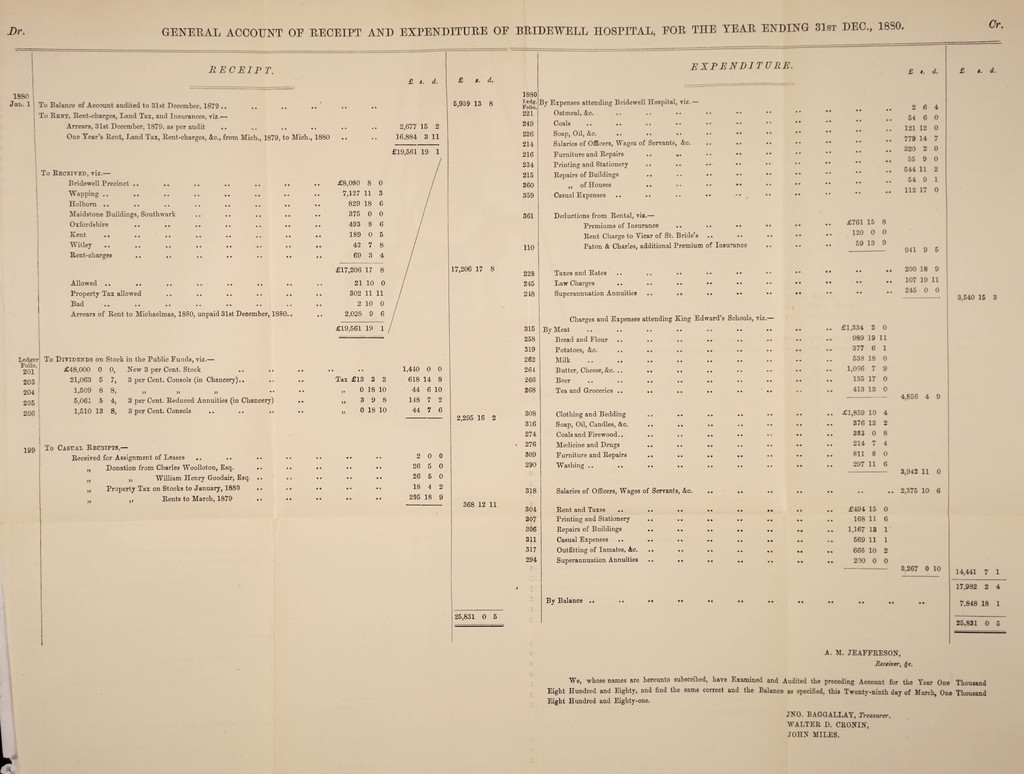 Dr.
GENERAL ACCOUNT OF RECEIPT AND EXPENDITURE OF BRIDEWELL HOSPITAL, FOR THE YEAR ENDING 31ST DEC., 1880.
Cr.
RECEIPT.
£ s. d.
£ s. d.
1880
Jan. 1 To Balance of Account audited to 31st December, 1879 .. 5,959 13 8
To RENT, Rent-charges, Land Tax, and Insurances, viz.—
Arrears, 31st December, 1879, as per audit .. 2,677 15 2
One Year's Rent, Land Tax, Rent-charges, &c., from Mich., 1879, to Mich., 1880 .. 16,884 3 11
£19,561 19 1
To RECEIVED, viz.—
Bridewell Precinct .. £8,080 8 0
Wapping .. 7,127 11 3
Holborn .. 829 18 6
Maidstone Buildings, Southwark .. 375 0 0
Oxfordshire .. 493 8 6
Kent .. 189 0 5
Witley .. 42 7 8
Rent-charges .. 69 3 4
£17,206 17 8 17,206 17 8
Allowed .. 21 10 0
Property Tax allowed .. 302 11 11
Bad .. 2 10 0
Arrears of Rent to Michaelmas, 1880, unpaid 31st December, 1880.. 2,028 9 6
£19,561 19 1
Ledger Folio. To DIVIDENDS on Stock in the Public Funds, viz.—
201 £48,000 0 0, New 3 per Cent. Stock .. 1,440 0 0
203 21,063 5 7, 3 per Cent. Consols (in Chancery).. Tax £13 3 2 618 14 8
204 1,509 8 8, „ „ „ .. „ 0 18 10 44 6 10
205 5,061 5 4, 3 per Cent. Reduced Annuities (in Chancery) .. „ 3 9 8 148 7 2
206 1,510 13 8, 3 per Cent. Consols .. „ 0 18 10 44 7 6
2,295 16 2
199 To CASUAL RECEIPTS,—
Received for Assignment of Leases .. 2 0 0
„ Donation from Charles Woolloton, Esq. .. 26 5 0
„ „ William Henry Goodair, Esq. .. 26 5 0
„ Property Tax on Stocks to January, 1880 .. 18 4 2
„ „ Rents to March, 1879 .. 295 18 9
368 12 11
25,831 0 5
EXPENDITURE.
£ s. d.
£ s. d.
1880
Ledg. Folio. By Expenses attending Bridewell Hospital, viz.—
221 Oatmeal, &c. .. 2 6 4
249 Coals .. 54 6 0
226 Soap, Oil, &c. .. 121 12 0
214 Salaries of Officers, Wages of Servants, &c. .. 779 14 7
216 Furniture and Repairs .. 320 2 0
234 Printing and Stationery .. 55 9 0
215 Repairs of Buildings .. 544 11 2
360 „ of Houses .. 54 9 1
359 Casual Expenses .. 112 17 0
361 Deductions from Rental, viz.—
Premiums of Insurance .. £761 15 8
Rent Charge to Vicar of St. Bride's .. 120 0 0
110 Paton & Charles, additional Premium of Insurance .. 59 13 9
941 9 5
228 Taxes and Rates .. 200 18 9
245 Law Charges .. 107 19 11
248 Superannuation Annuities .. 245 0 0
3,540 15 3
Charges and Expenses attending King Edward's Schools, viz.—
315 By Meat .. £1,334 3 0
258 Bread and Flour .. 989 19 11
319 Potatoes, &c. .. 377 6 1
262 Milk .. 538 18 0
264 Butter, Cheese, &c. .. 1,066 7 9
266 Beer .. 135 17 0
268 Tea and Groceries .. 413 13 0
4,856 4 9
308 Clothing and Bedding .. £1,859 10 4
316 Soap, Oil, Candles, &c. .. 376 13 2
274 Coals and Firewood.. 383 0 8
276 Medicine and Drugs .. 214 7 4
309 Furniture and Repairs .. 811 8 0
290 Washing .. 297 11 6
3,942 11 0
318 Salaries of Officers, Wages of Servants, &c. .. 2,375 10 6
304 Rent and Taxes .. £494 15 0
307 Printing and Stationery .. 168 11 6
306 Repairs of Buildings .. 1,167 13 1
311 Casual Expenses .. 569 11 1
317 Outfitting of Inmates, &c. .. 666 10 2
294 Superannuation Annuities .. 200 0 0
3,267 0 10 14,441 7 1
17,982 2 4
By Balance .. 7,848 18 1
25,831 0 5
A. M. JEAFFRESON,
Receiver, &c.
We, whose names are hereunto subscribed, have Examined and Audited the preceding Account for the Year One Thousand
Eight Hundred and Eighty, and find the same correct and the Balance as specified, this Twenty-ninth day of March, One Thousand
Eight Hundred and Eighty-one.
JNO. BAGGALLAY, Treasurer.
WALTER D. CRONIN,
JOHN MILES.